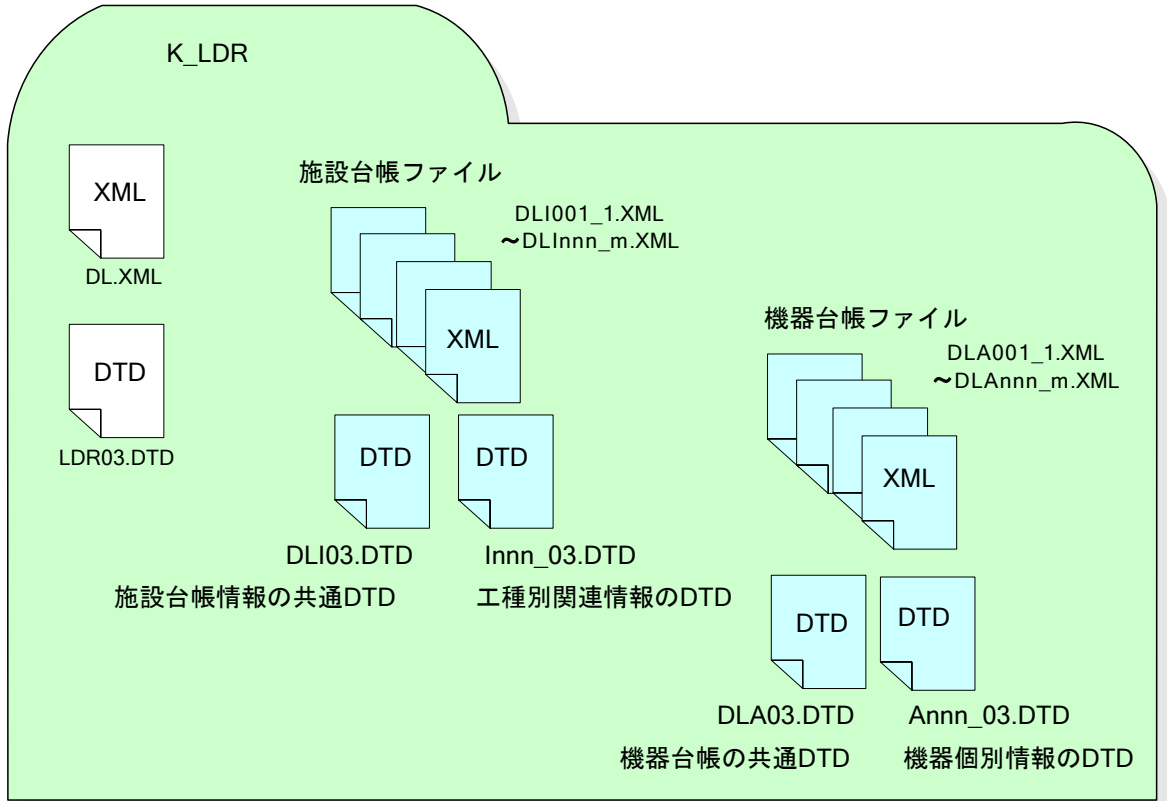 K_LDR
XML
DL.XML
DTD
LDR03.DTD
施設台帳ファイル
DLI001_1.XML
～DLInnn_m.XML
XML
DTD
DTD
DLI03.DTD
Innn_03.DTD
施設台帳情報の共通DTD
工種別関連情報のDTD
機器台帳ファイル
DLA001_1.XML
～DLAnnn_m.XML
XML
DTD
DTD
DLA03.DTD
Annn_03.DTD
機器台帳の共通DTD
機器個別情報のDTD